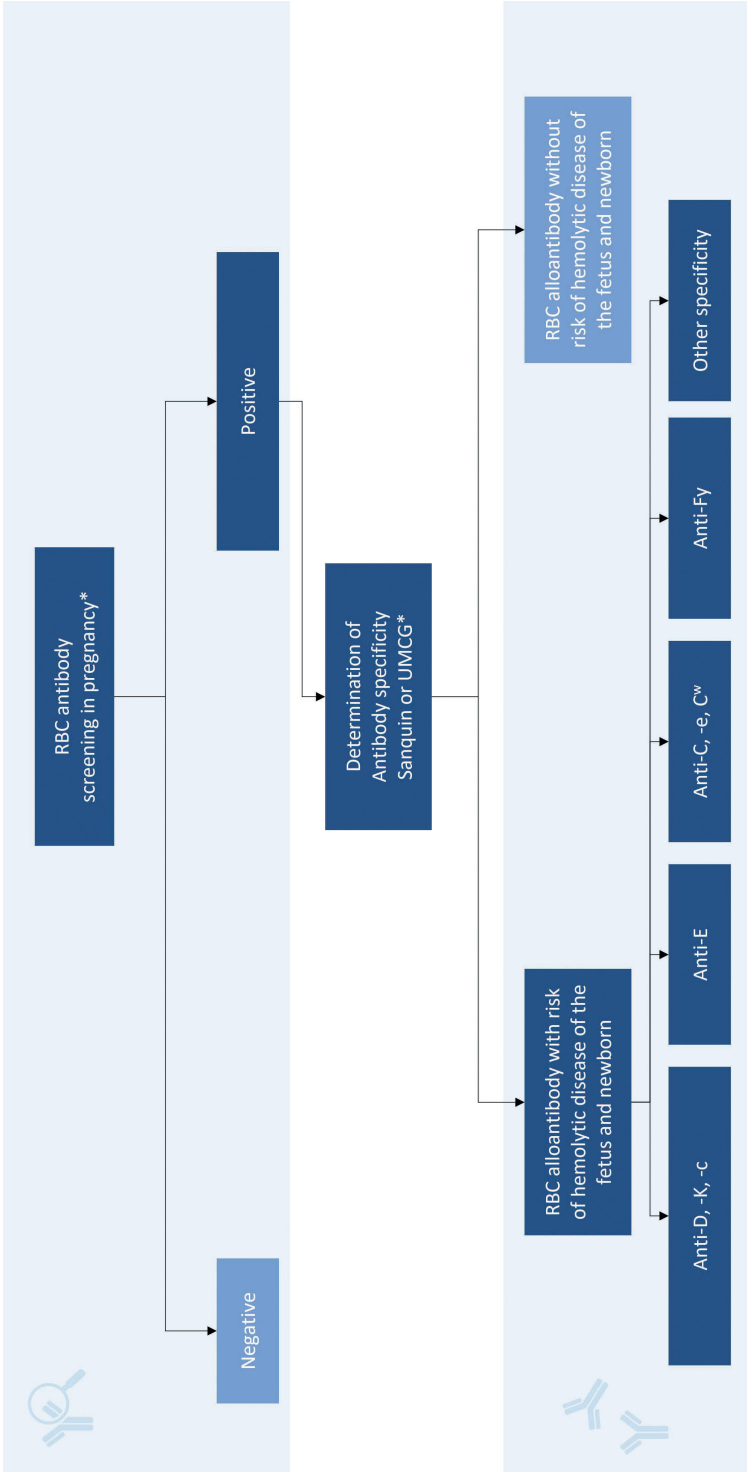 RBC antibody
screening in pregnancy*
Negative
Positive
Determination of
Antibody specificity
Sanquin or UMCG*
RBC alloantibody with risk
of hemolytic disease of the
fetus and newborn
RBC alloantibody without
risk of hemolytic disease of
the fetus and newborn
Anti-D, -K, -c
Anti-E
Anti-C, -e, Cʷ
Anti-Fy
Other specificity